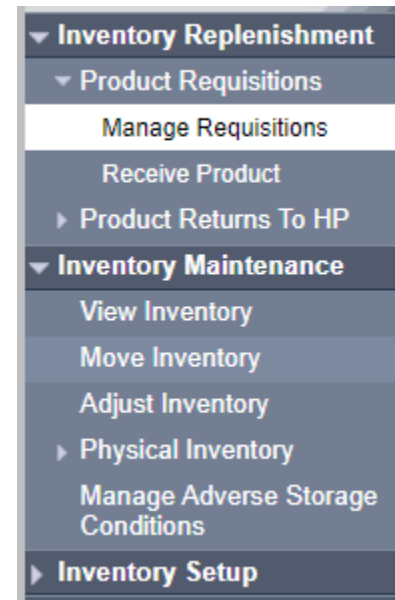 Inventory Replenishment
Product Requisitions
Manage Requisitions
Receive Product
Product Returns To HP
Inventory Maintenance
View Inventory
Move Inventory
Adjust Inventory
Physical Inventory
Manage Adverse Storage
Conditions
Inventory Setup